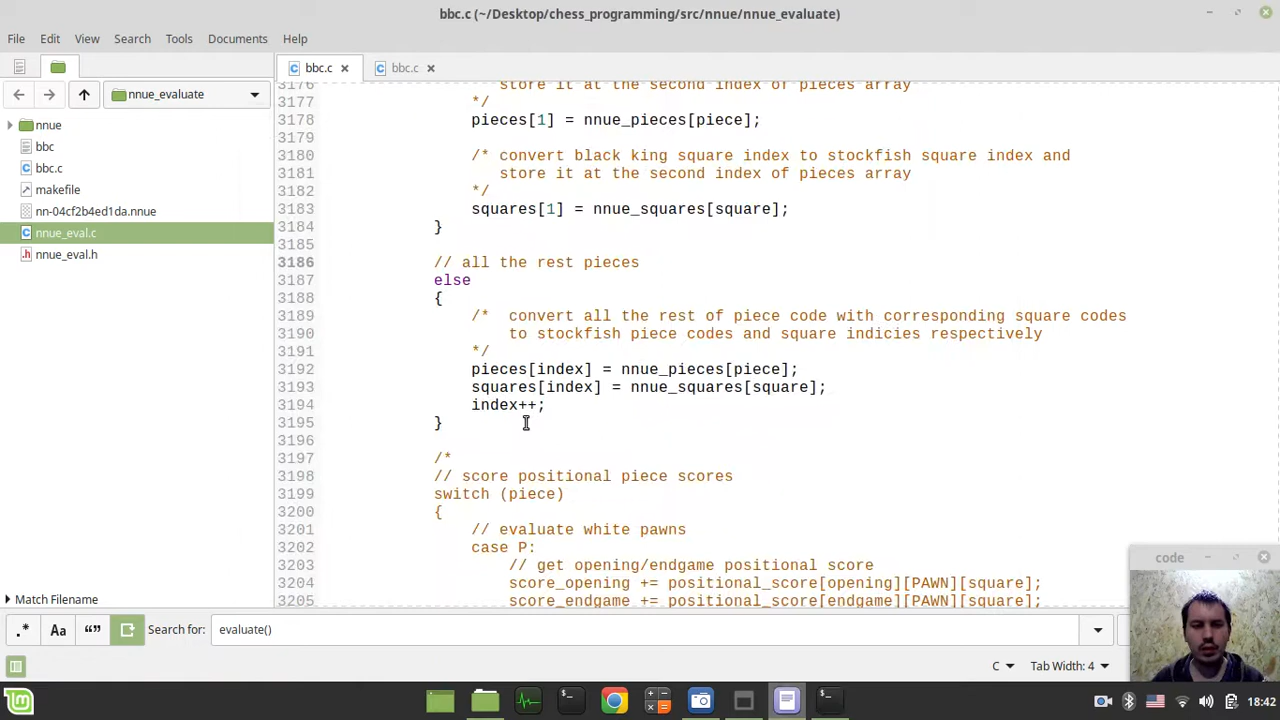 bbc.c (~/Desktop/chess_programming/src/nnue/nnue_evaluate)
File Edit View Search Tools Documents Help
bbc.c
bbc.c
nnue_evaluate
nnue
bbc
bbc.c
makefile
nn-04cf2b4ed1da.nnue
nnue_eval.c
nnue_eval.h
Match Filename
3176 store it at the second index of pieces array
3177 */
3178 pieces[1] = nnue_pieces[piece];
3179
3180 /* convert black king square index to stockfish square index and
3181 store it at the second index of pieces array
3182 */
3183 squares[1] = nnue_squares[square];
3184 }
3185
3186 // all the rest pieces
3187 else
3188 {
3189 /* convert all the rest of piece code with corresponding square codes
3190 to stockfish piece codes and square indicies respectively
3191 */
3192 pieces[index] = nnue_pieces[piece];
3193 squares[index] = nnue_squares[square];
3194 index++;
3195 }
3196
3197 /*
3198 // score positional piece scores
3199 switch (piece)
3200 {
3201 // evaluate white pawns
3202 case P:
3203 // get opening/endgame positional score
3204 score_opening += positional_score[opening][PAWN][square];
3205 score_endgame += positional_score[endgame][PAWN][square];
code
.* Aa “” Search for: evaluate()
C Tab Width: 4
18:42